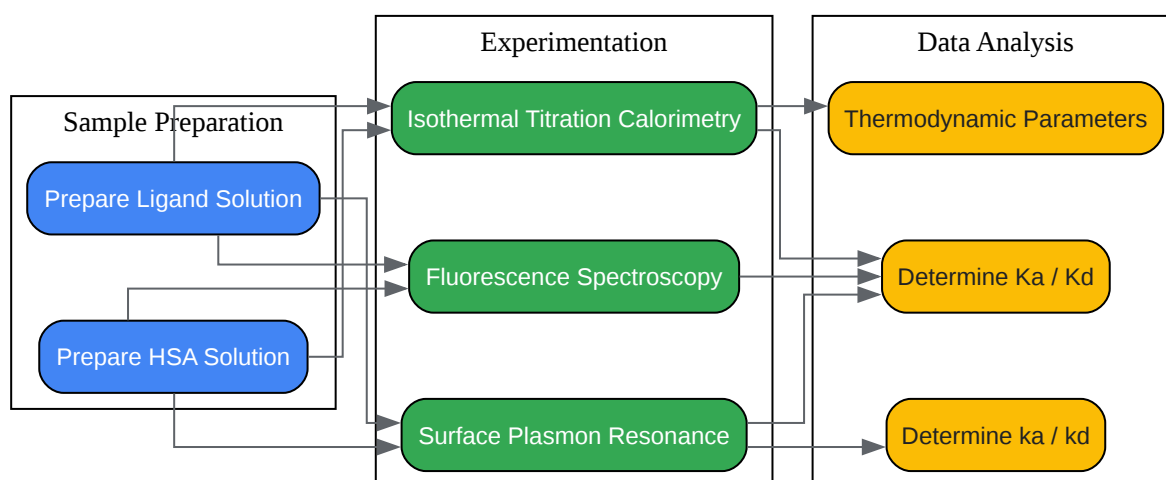 Sample Preparation
Prepare Ligand Solution
Prepare HSA Solution
Experimentation
Isothermal Titration Calorimetry
Fluorescence Spectroscopy
Surface Plasmon Resonance
Data Analysis
Thermodynamic Parameters
Determine Ka / Kd
Determine ka / kd